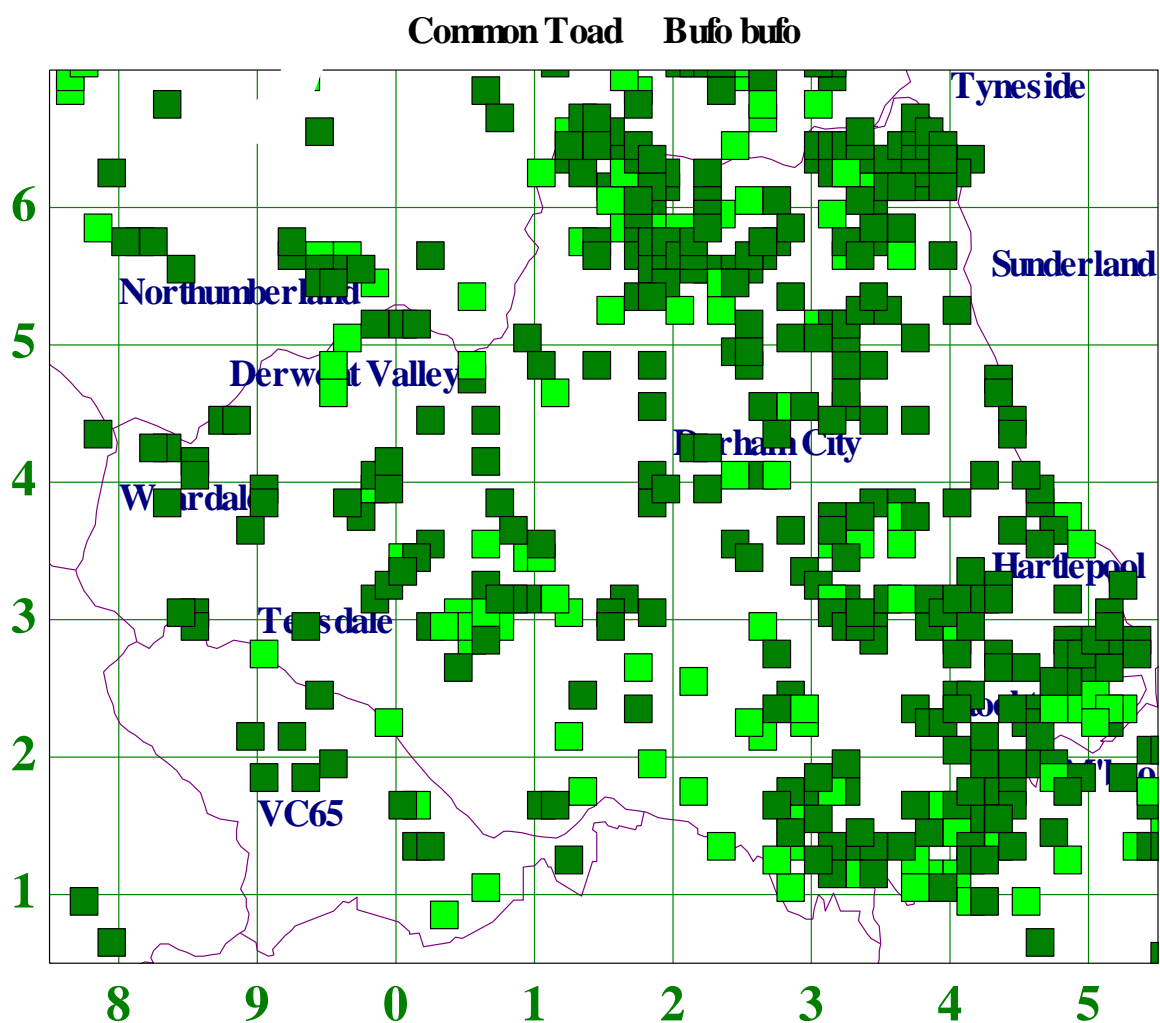 Common Toad Bufo bufo
Tyneside
6
Sunderland
Northumberland
5
Derwent Valley
Durham City
4
Weardale
Hartlepool
3
Teesdale
2
VC65
1
8 9 0 1 2 3 4 5